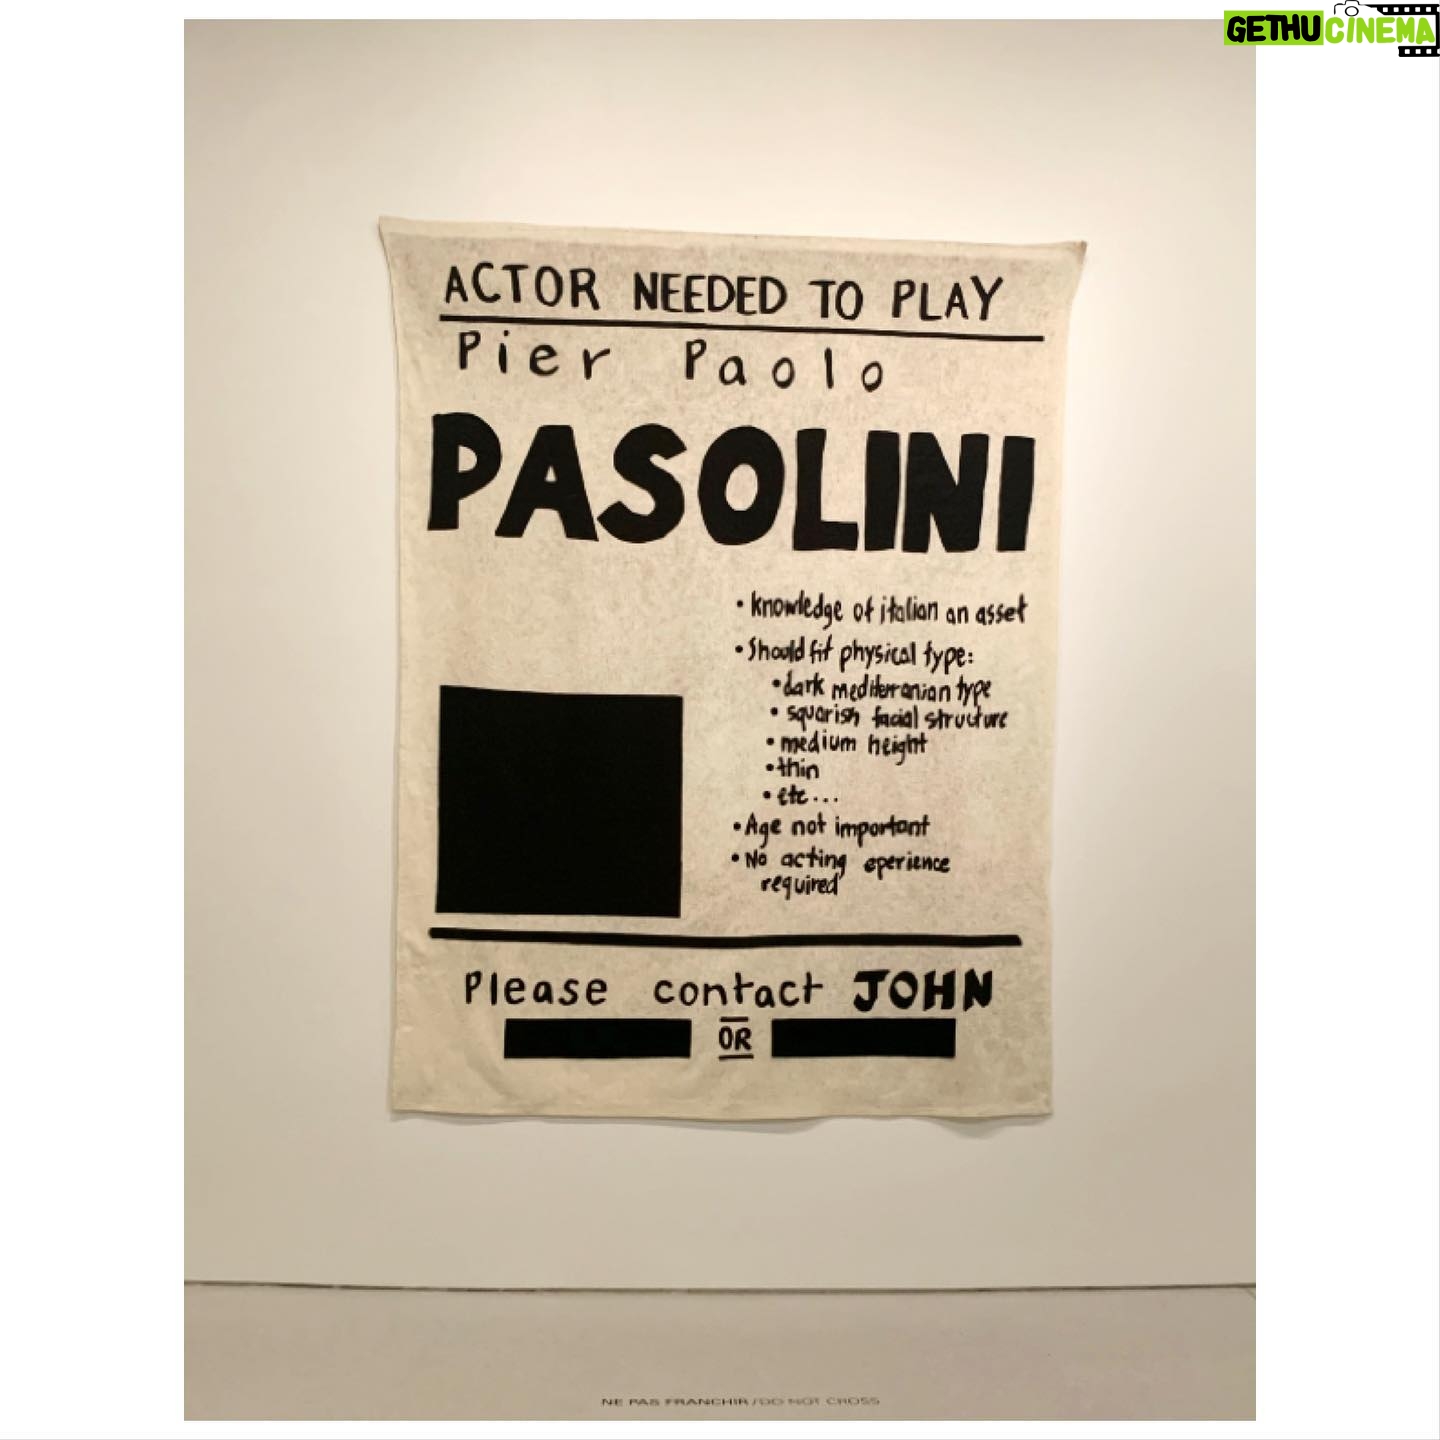 GETHU CINEMA
ACTOR NEEDED TO PLAY
Pier Paolo
PASOLINI
• knowledge of italian an asset
• Should fit physical type:
• dark mediterranian type
• squarish facial structure
• medium height
• thin
• etc...
• Age not important
• No acting eperience
required
Please contact JOHN
OR
NE PAS FRANCHIR/DO NOT CROSS